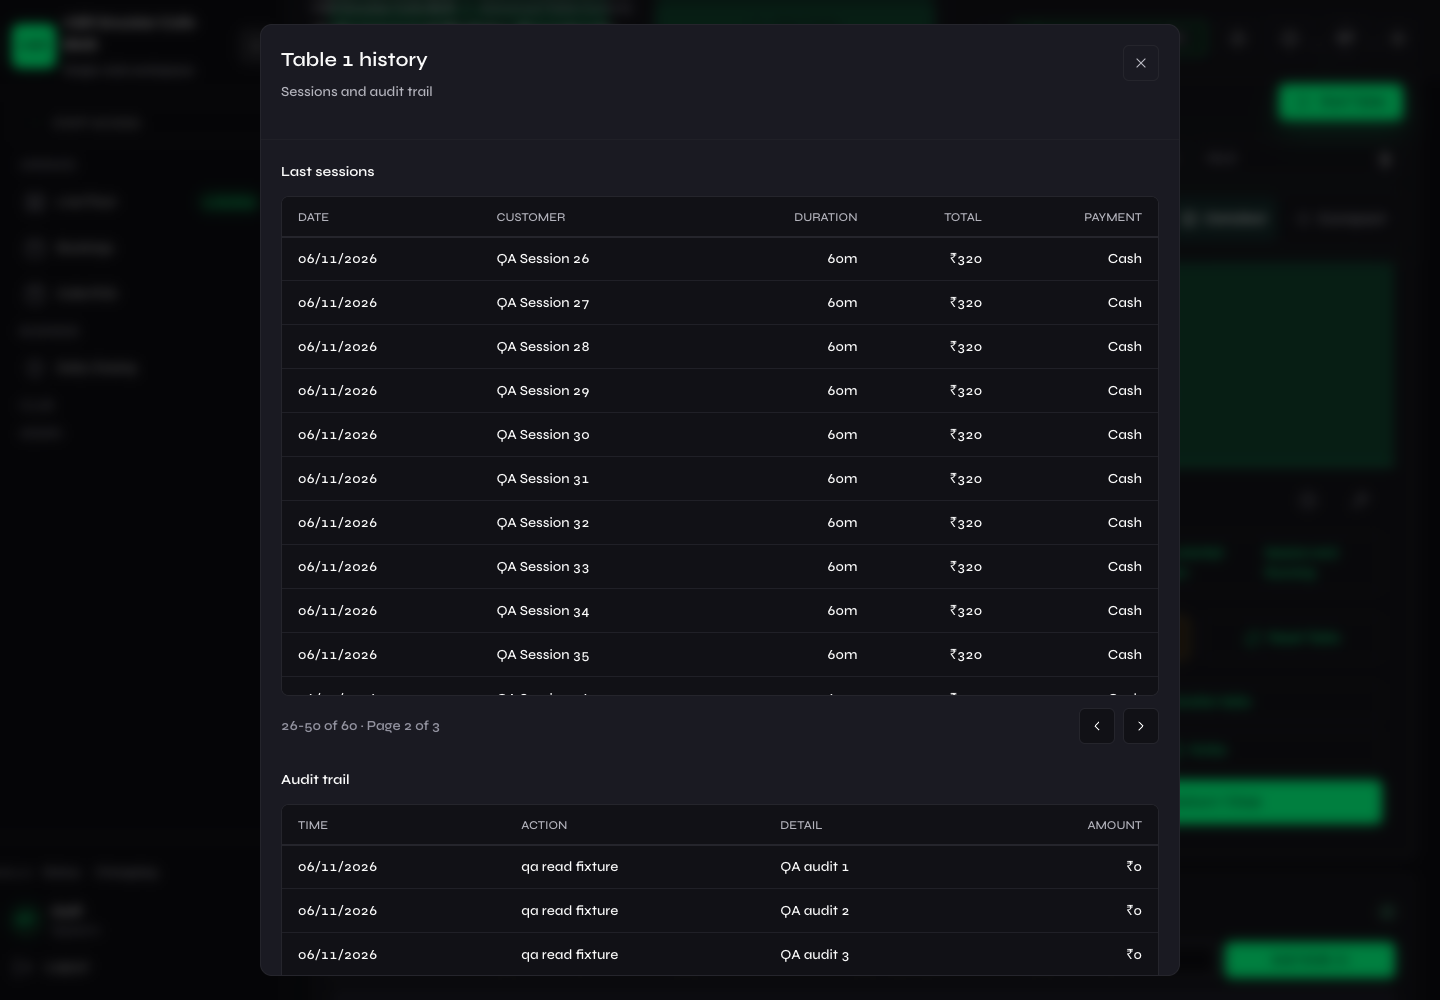 Table 1 history
Sessions and audit trail
Last sessions
DATE CUSTOMER DURATION TOTAL PAYMENT
06/11/2026 QA Session 26 60m ₹320 Cash
06/11/2026 QA Session 27 60m ₹320 Cash
06/11/2026 QA Session 28 60m ₹320 Cash
06/11/2026 QA Session 29 60m ₹320 Cash
06/11/2026 QA Session 30 60m ₹320 Cash
06/11/2026 QA Session 31 60m ₹320 Cash
06/11/2026 QA Session 32 60m ₹320 Cash
06/11/2026 QA Session 33 60m ₹320 Cash
06/11/2026 QA Session 34 60m ₹320 Cash
06/11/2026 QA Session 35 60m ₹320 Cash
26-50 of 60 · Page 2 of 3
Audit trail
TIME ACTION DETAIL AMOUNT
06/11/2026 qa read fixture QA audit 1 ₹0
06/11/2026 qa read fixture QA audit 2 ₹0
06/11/2026 qa read fixture QA audit 3 ₹0